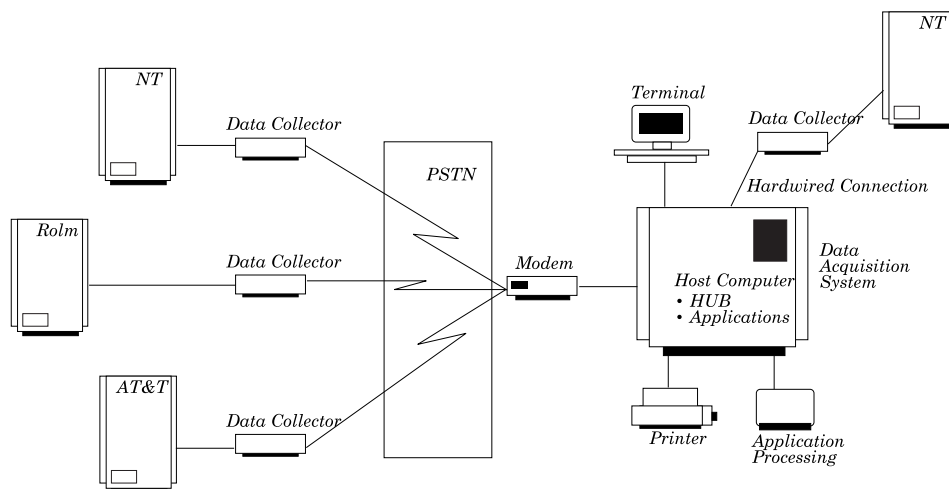 NT
Data Collector
Rolm
Data Collector
AT&T
Data Collector
PSTN
Modem
Terminal
Data Collector
NT
Hardwired Connection
Host Computer
• HUB
• Applications
Data
Acquisition
System
Printer
Application
Processing